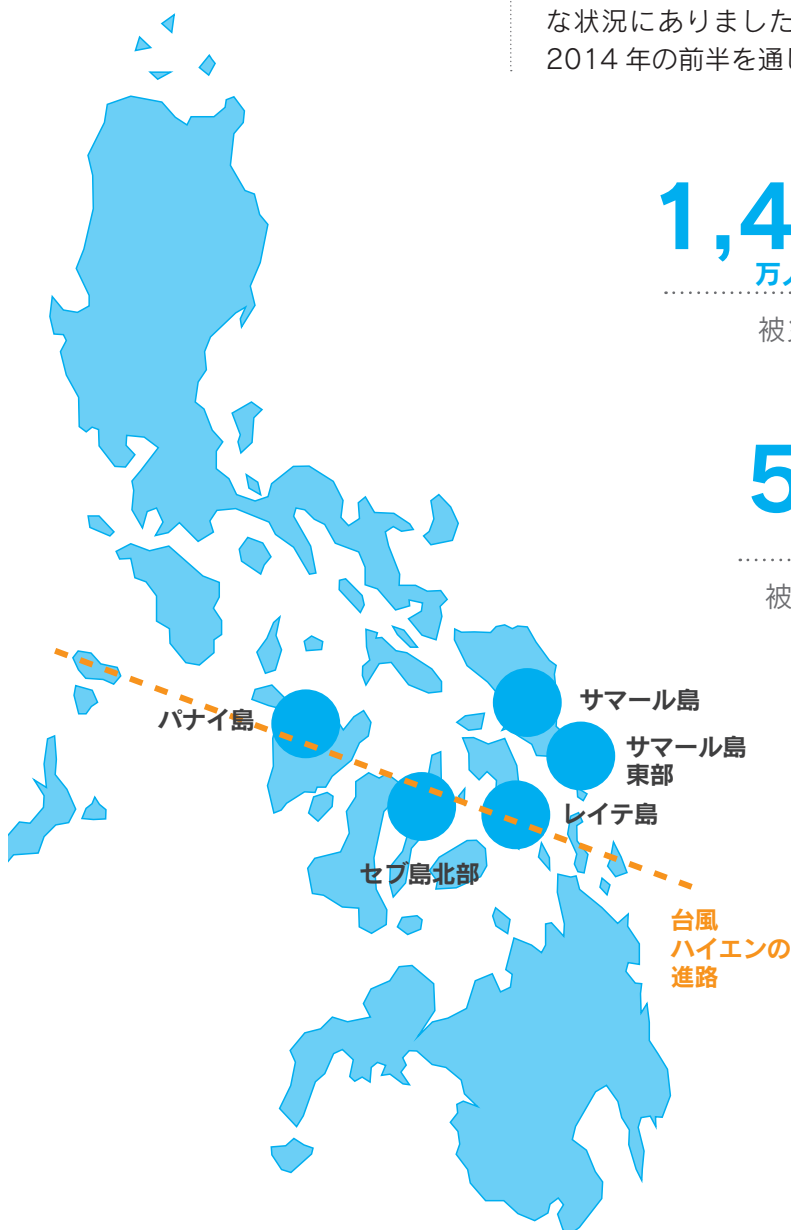 な状況にありました
2014 年の前半を通し
1,4
万人
被
5
被
パナイ島
サマール島
サマール島
東部
レイテ島
セブ島北部
台風
ハイエンの
進路